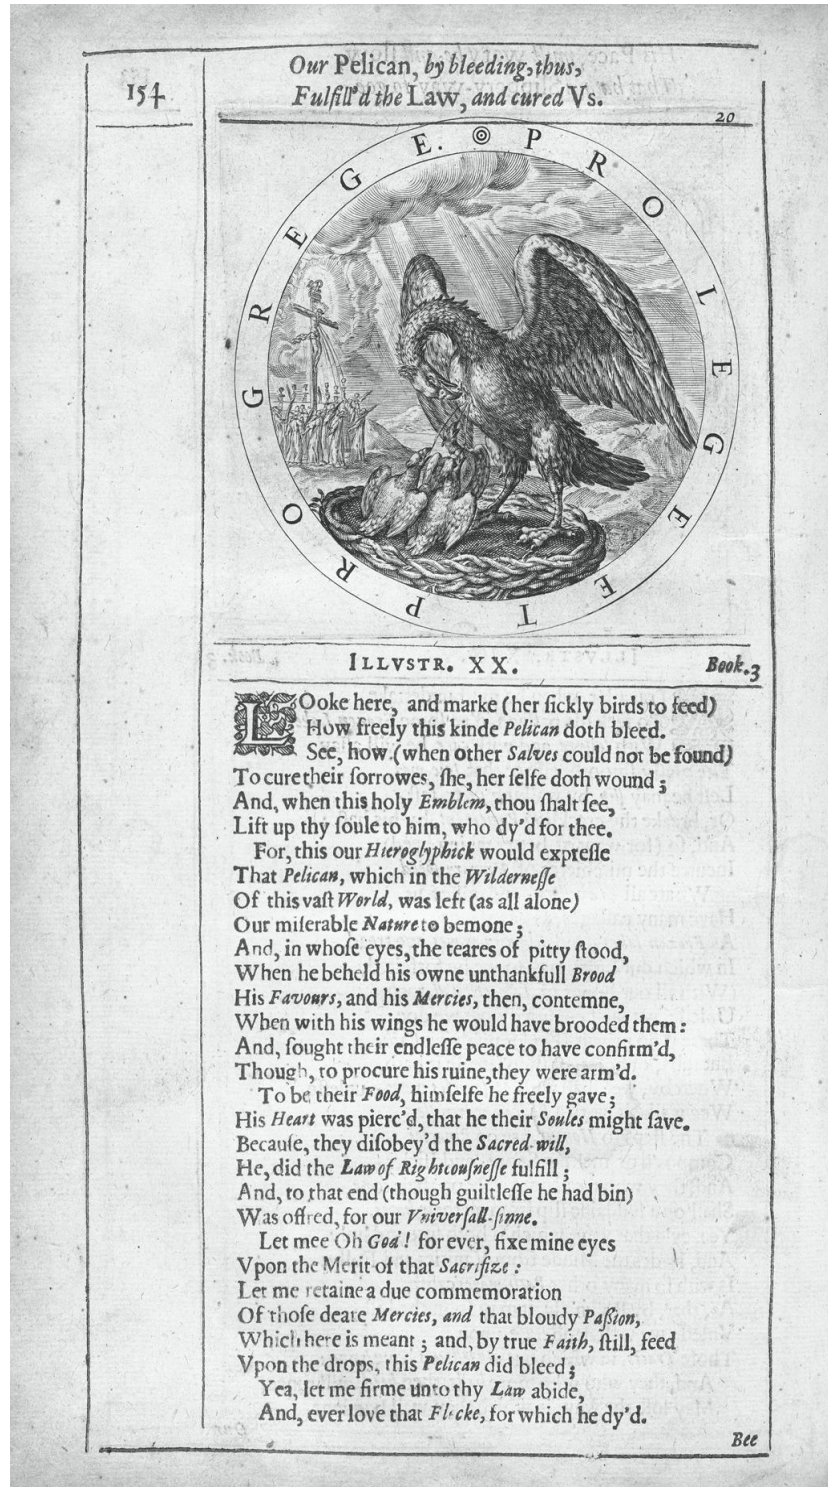 154
Our Pelican, by bleeding, thus,
Fulfill'd the Law, and cured Vs.
20
PRO LEGE ET PRO GREGE.
ILLVSTR. XX.
Book. 3
LOoke here, and marke (her ſickly birds to feed)
How freely this kinde Pelican doth bleed.
See, how (when other Salves could not be found)
To cure their ſorrowes, ſhe, her ſelfe doth wound;
And, when this holy Emblem, thou ſhalt ſee,
Lift up thy ſoule to him, who dy'd for thee.
For, this our Hieroglyphick would expreſſe
That Pelican, which in the Wilderneſſe
Of this vaſt World, was left (as all alone)
Our miſerable Nature to bemone;
And, in whoſe eyes, the teares of pitty ſtood,
When he beheld his owne unthankfull Brood
His Favours, and his Mercies, then, contemne,
When with his wings he would have brooded them:
And, ſought their endleſſe peace to have confirm'd,
Though, to procure his ruine, they were arm'd.
To be their Food, himſelfe he freely gave;
His Heart was pierc'd, that he their Soules might ſave.
Becauſe, they diſobey'd the Sacred-will,
He, did the Law of Righteouſneſſe fulfill;
And, to that end (though guiltleſſe he had bin)
Was offred, for our Vniverſall-ſinne.
Let mee Oh God! for ever, fixe mine eyes
Vpon the Merit of that Sacrifize:
Let me retaine a due commemoration
Of thoſe deare Mercies, and that bloudy Paſſion,
Which here is meant; and, by true Faith, ſtill, feed
Vpon the drops, this Pelican did bleed;
Yea, let me firme unto thy Law abide,
And, ever love that Flocke, for which he dy'd.
Bee